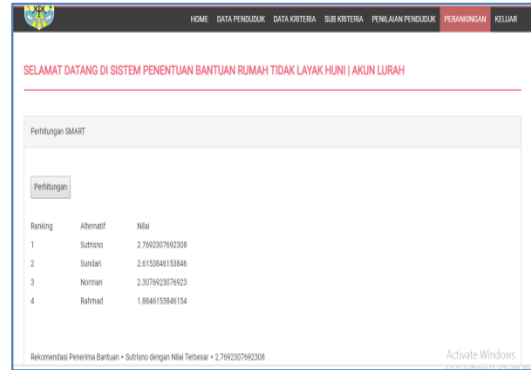 HOME DATA PENDUDUK DATA KRITERIA SUB KRITERIA PENILAIAN PENDUDUK PERANKINGAN KELUAR
SELAMAT DATANG DI SISTEM PENENTUAN BANTUAN RUMAH TIDAK LAYAK HUNI | AKUN LURAH
Perhitungan SMART
Perhitungan
Ranking Alternatif Nilai
1 Sutrisno 2.7692307692308
2 Sundari 2.6153846153846
3 Norman 2.3076923076923
4 Rahmad 1.8846153846154
Rekomendasi Penerima Bantuan = Sutrisno dengan Nilai Terbesar = 2.7692307692308
Activate Windows